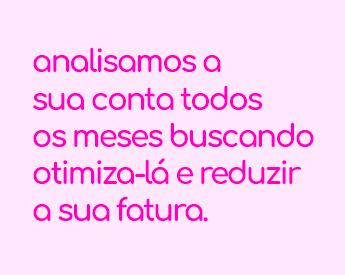 analisamos a
sua conta todos
os meses buscando
otimiza-lá e reduzir
a sua fatura.